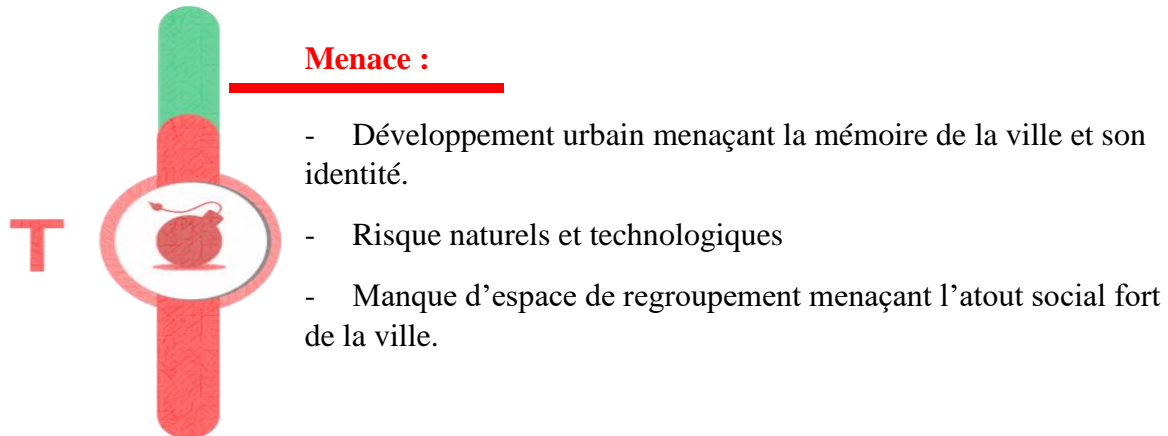 Menace :
- Développement urbain menaçant la mémoire de la ville et son
identité.
T
- Risque naturels et technologiques
- Manque d’espace de regroupement menaçant l’atout social fort
de la ville.